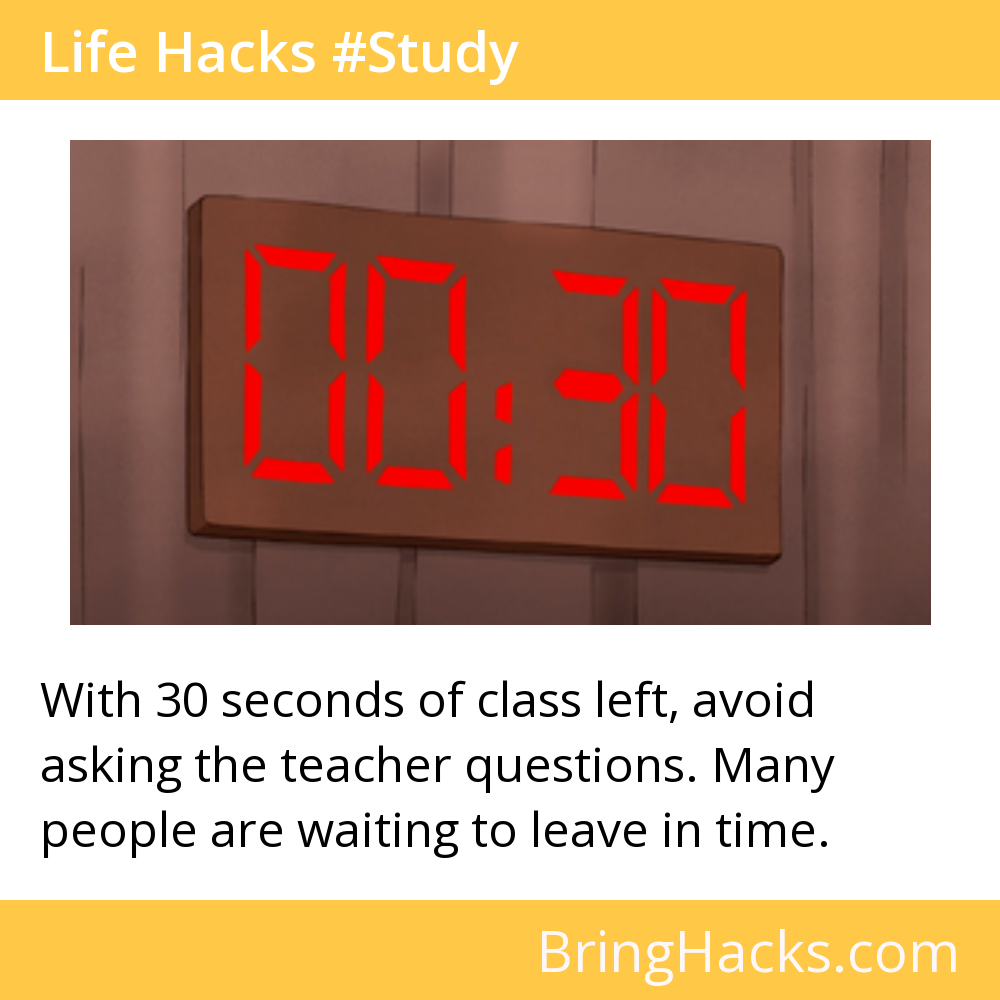 Life Hacks #Study
00:30
With 30 seconds of class left, avoid
asking the teacher questions. Many
people are waiting to leave in time.
BringHacks.com